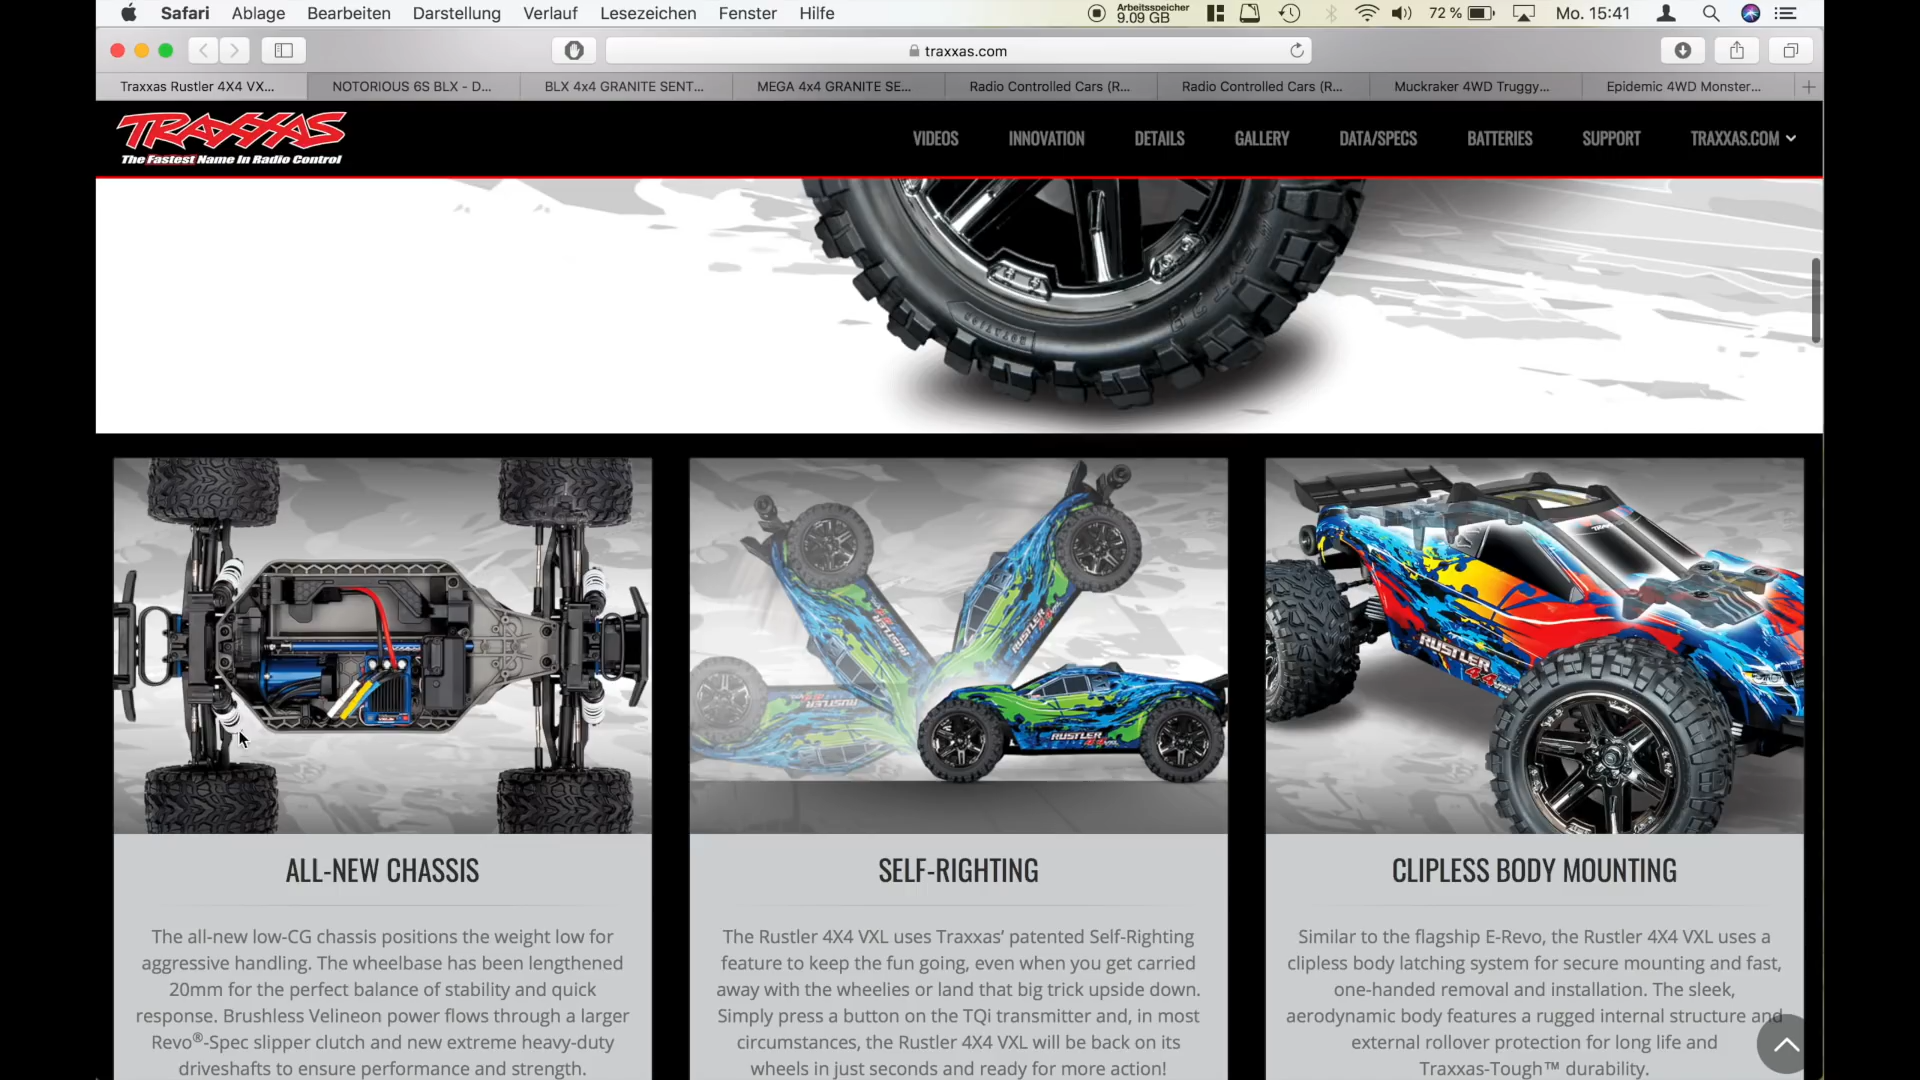 Safari Ablage Bearbeiten Darstellung Verlauf Lesezeichen Fenster Hilfe Arbeitsspeicher 9.09 GB 72 % Mo. 15:41
traxxas.com
Traxxas Rustler 4X4 VX... NOTORIOUS 6S BLX - D... BLX 4x4 GRANITE SENT... MEGA 4x4 GRANITE SE... Radio Controlled Cars (R... Radio Controlled Cars (R... Muckraker 4WD Truggy... Epidemic 4WD Monster...
TRAXXAS
The Fastest Name In Radio Control
VIDEOS INNOVATION DETAILS GALLERY DATA/SPECS BATTERIES SUPPORT TRAXXAS.COM
RUSTLER
RUSTLER
RUSTLER
RUSTLER
4X4
ALL-NEW CHASSIS
The all-new low-CG chassis positions the weight low for
aggressive handling. The wheelbase has been lengthened
20mm for the perfect balance of stability and quick
response. Brushless Velineon power flows through a larger
Revo®-Spec slipper clutch and new extreme heavy-duty
driveshafts to ensure performance and strength.
SELF-RIGHTING
The Rustler 4X4 VXL uses Traxxas’ patented Self-Righting
feature to keep the fun going, even when you get carried
away with the wheelies or land that big trick upside down.
Simply press a button on the TQi transmitter and, in most
circumstances, the Rustler 4X4 VXL will be back on its
wheels in just seconds and ready for more action!
CLIPLESS BODY MOUNTING
Similar to the flagship E-Revo, the Rustler 4X4 VXL uses a
clipless body latching system for secure mounting and fast,
one-handed removal and installation. The sleek,
aerodynamic body features a rugged internal structure and
external rollover protection for long life and
Traxxas-Tough™ durability.